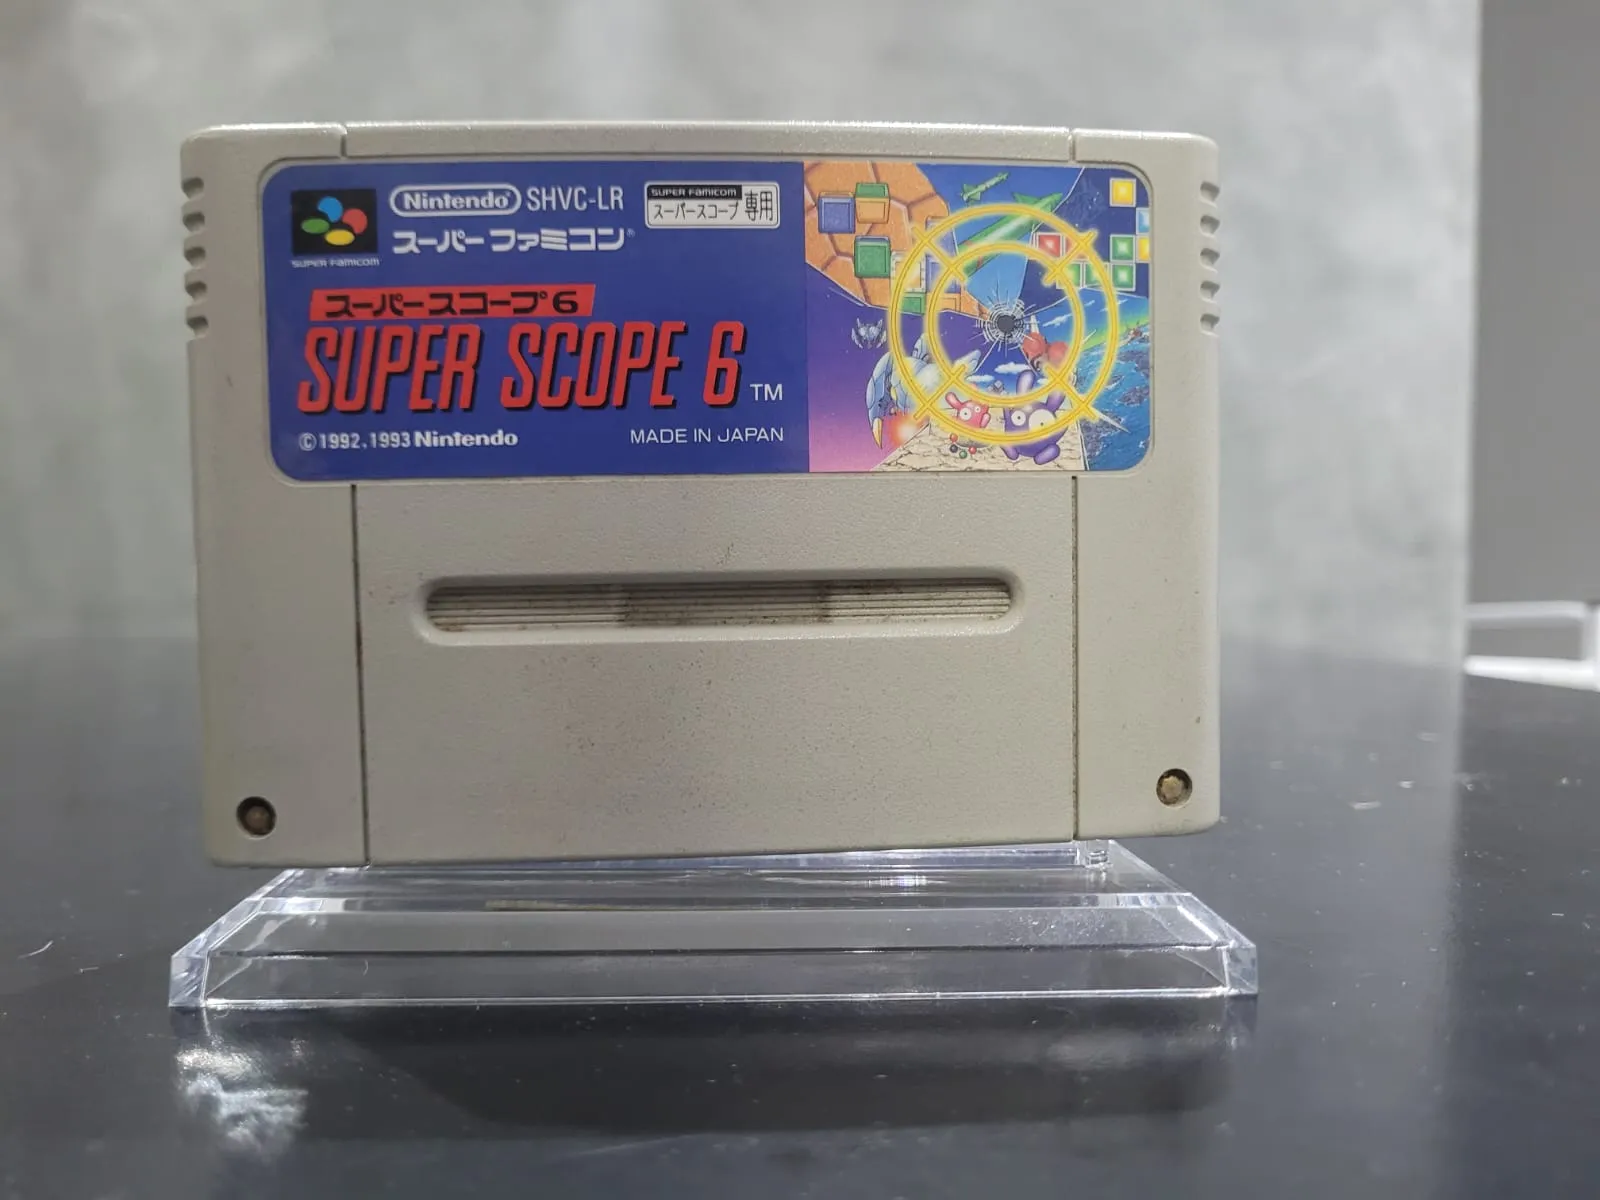 Nintendo® SHVC-LR
SUPER FAMICOM
スーパースコープ専用
スーパーファミコン®
SUPER FAMICOM
スーパースコープ6
SUPER SCOPE 6 TM
©1992,1993 Nintendo
MADE IN JAPAN